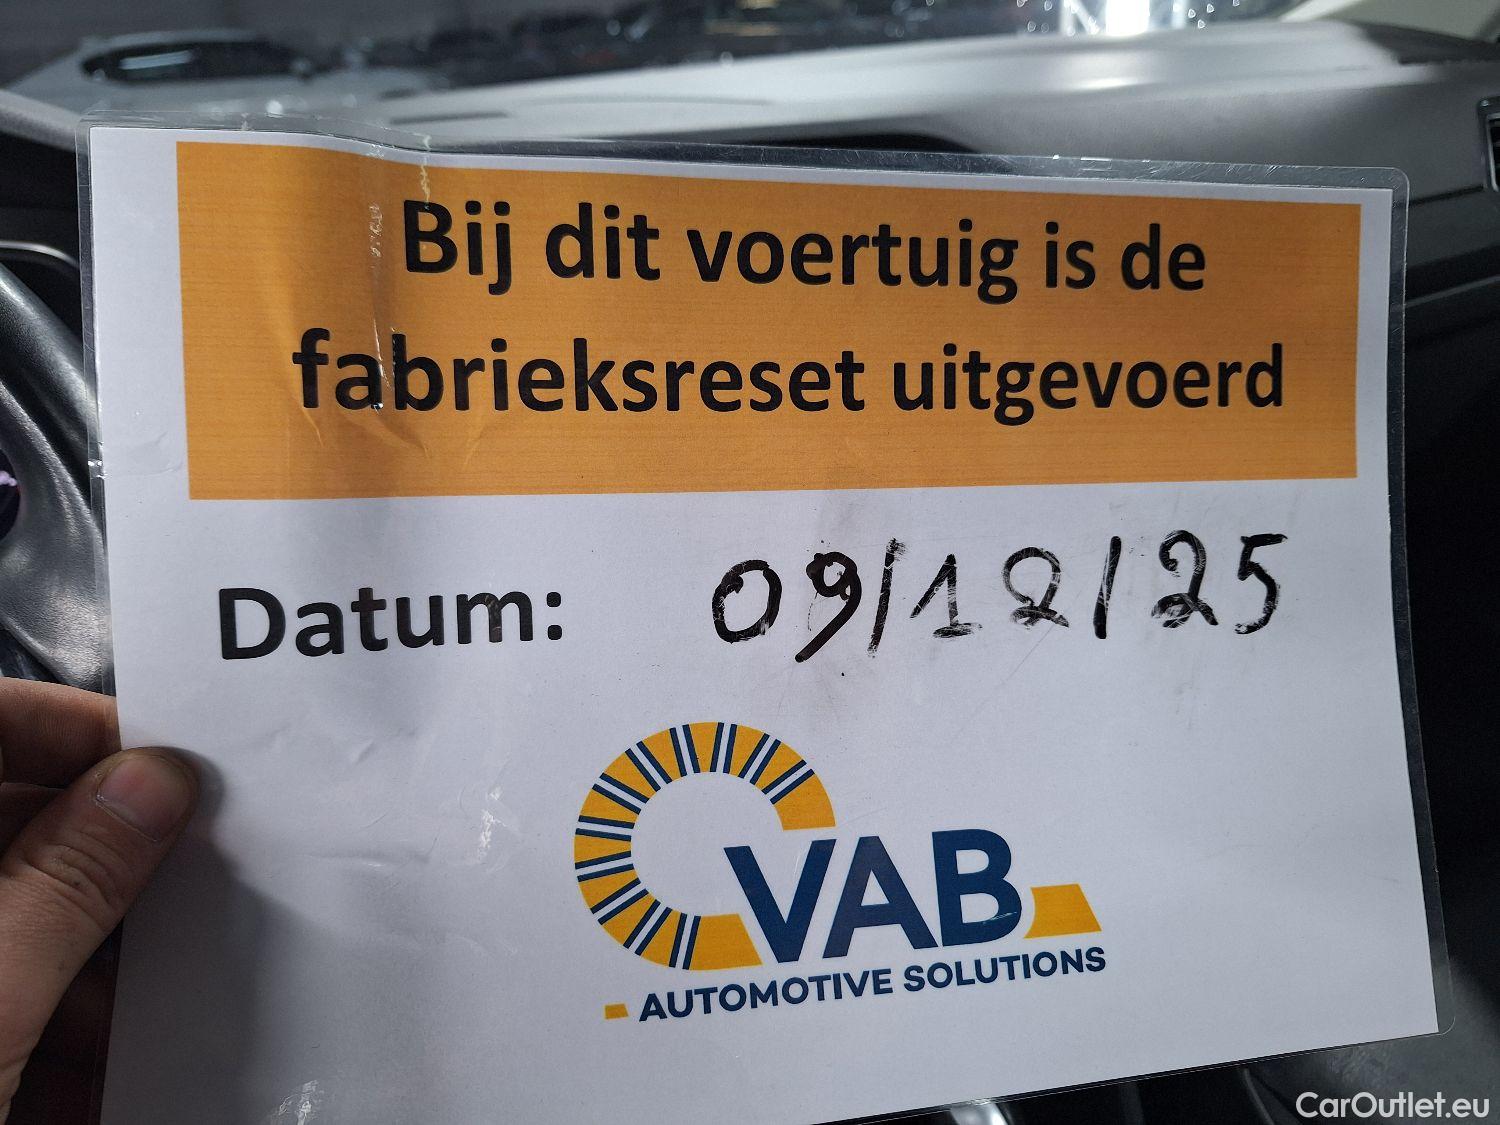 Bij dit voertuig is de
fabrieksreset uitgevoerd
Datum: 09/12/25
VAB
AUTOMOTIVE SOLUTIONS
CarOutlet.eu